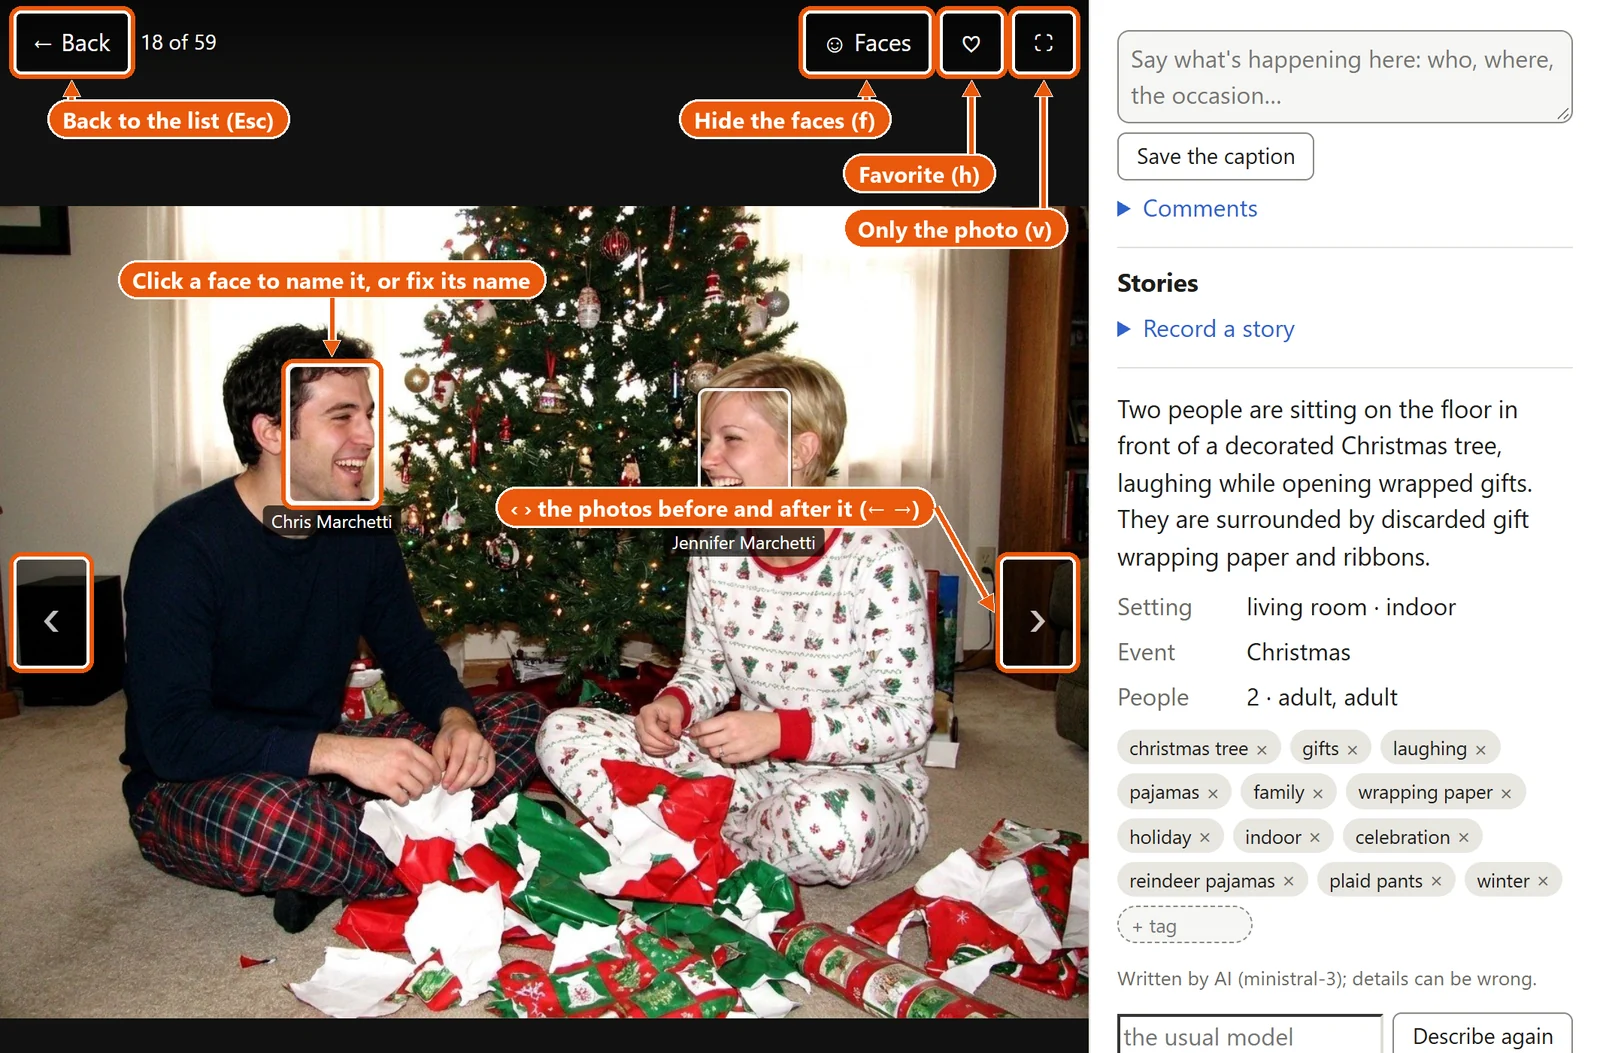 ← Back
18 of 59
☺ Faces
Back to the list (Esc)
Hide the faces (f)
Favorite (h)
Only the photo (v)
Click a face to name it, or fix its name
Chris Marchetti
‹ › the photos before and after it (← →)
Jennifer Marchetti
‹
›
Say what's happening here: who, where,
the occasion...
Save the caption
▶ Comments
Stories
▶ Record a story
Two people are sitting on the floor in
front of a decorated Christmas tree,
laughing while opening wrapped gifts.
They are surrounded by discarded gift
wrapping paper and ribbons.
Setting living room · indoor
Event Christmas
People 2 · adult, adult
christmas tree × gifts × laughing ×
pajamas × family × wrapping paper ×
holiday × indoor × celebration ×
reindeer pajamas × plaid pants × winter ×
+ tag
Written by AI (ministral-3); details can be wrong.
the usual model
Describe again